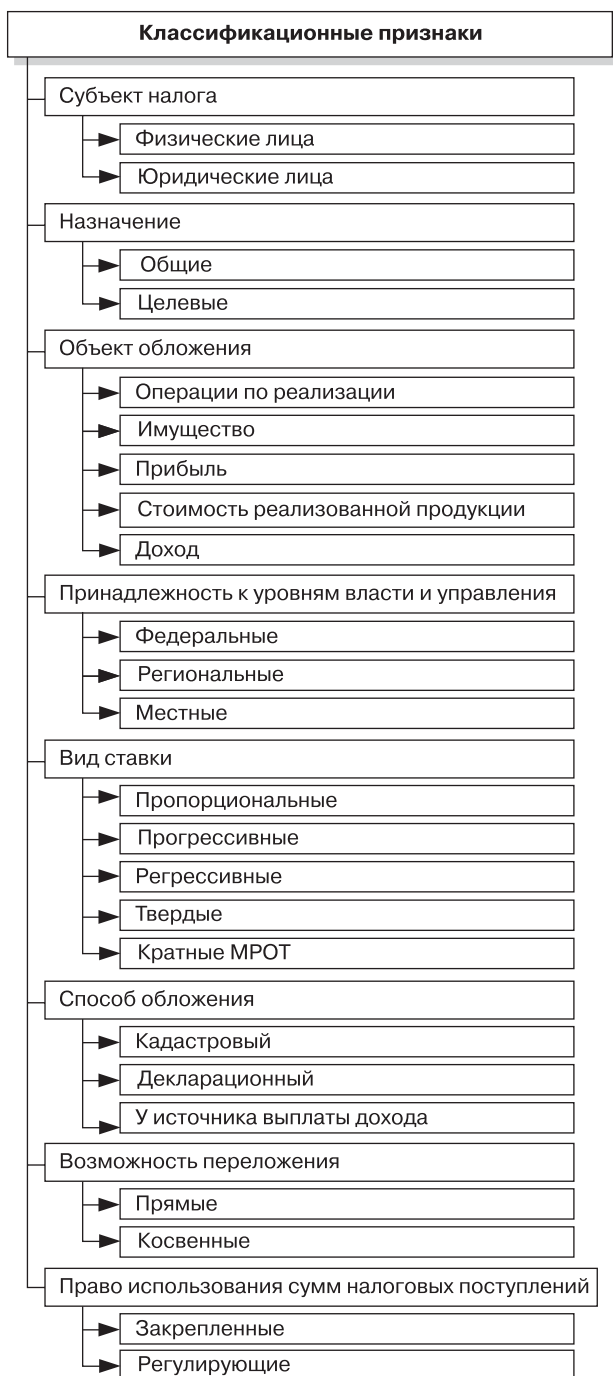 Классификационные признаки
Субъект налога
Физические лица
Юридические лица
Назначение
Общие
Целевые
Объект обложения
Операции по реализации
Имущество
Прибыль
Стоимость реализованной продукции
Доход
Принадлежность к уровням власти и управления
Федеральные
Региональные
Местные
Вид ставки
Пропорциональные
Прогрессивные
Регрессивные
Твердые
Кратные МРОТ
Способ обложения
Кадастровый
Декларационный
У источника выплаты дохода
Возможность переложения
Прямые
Косвенные
Право использования сумм налоговых поступлений
Закрепленные
Регулирующие